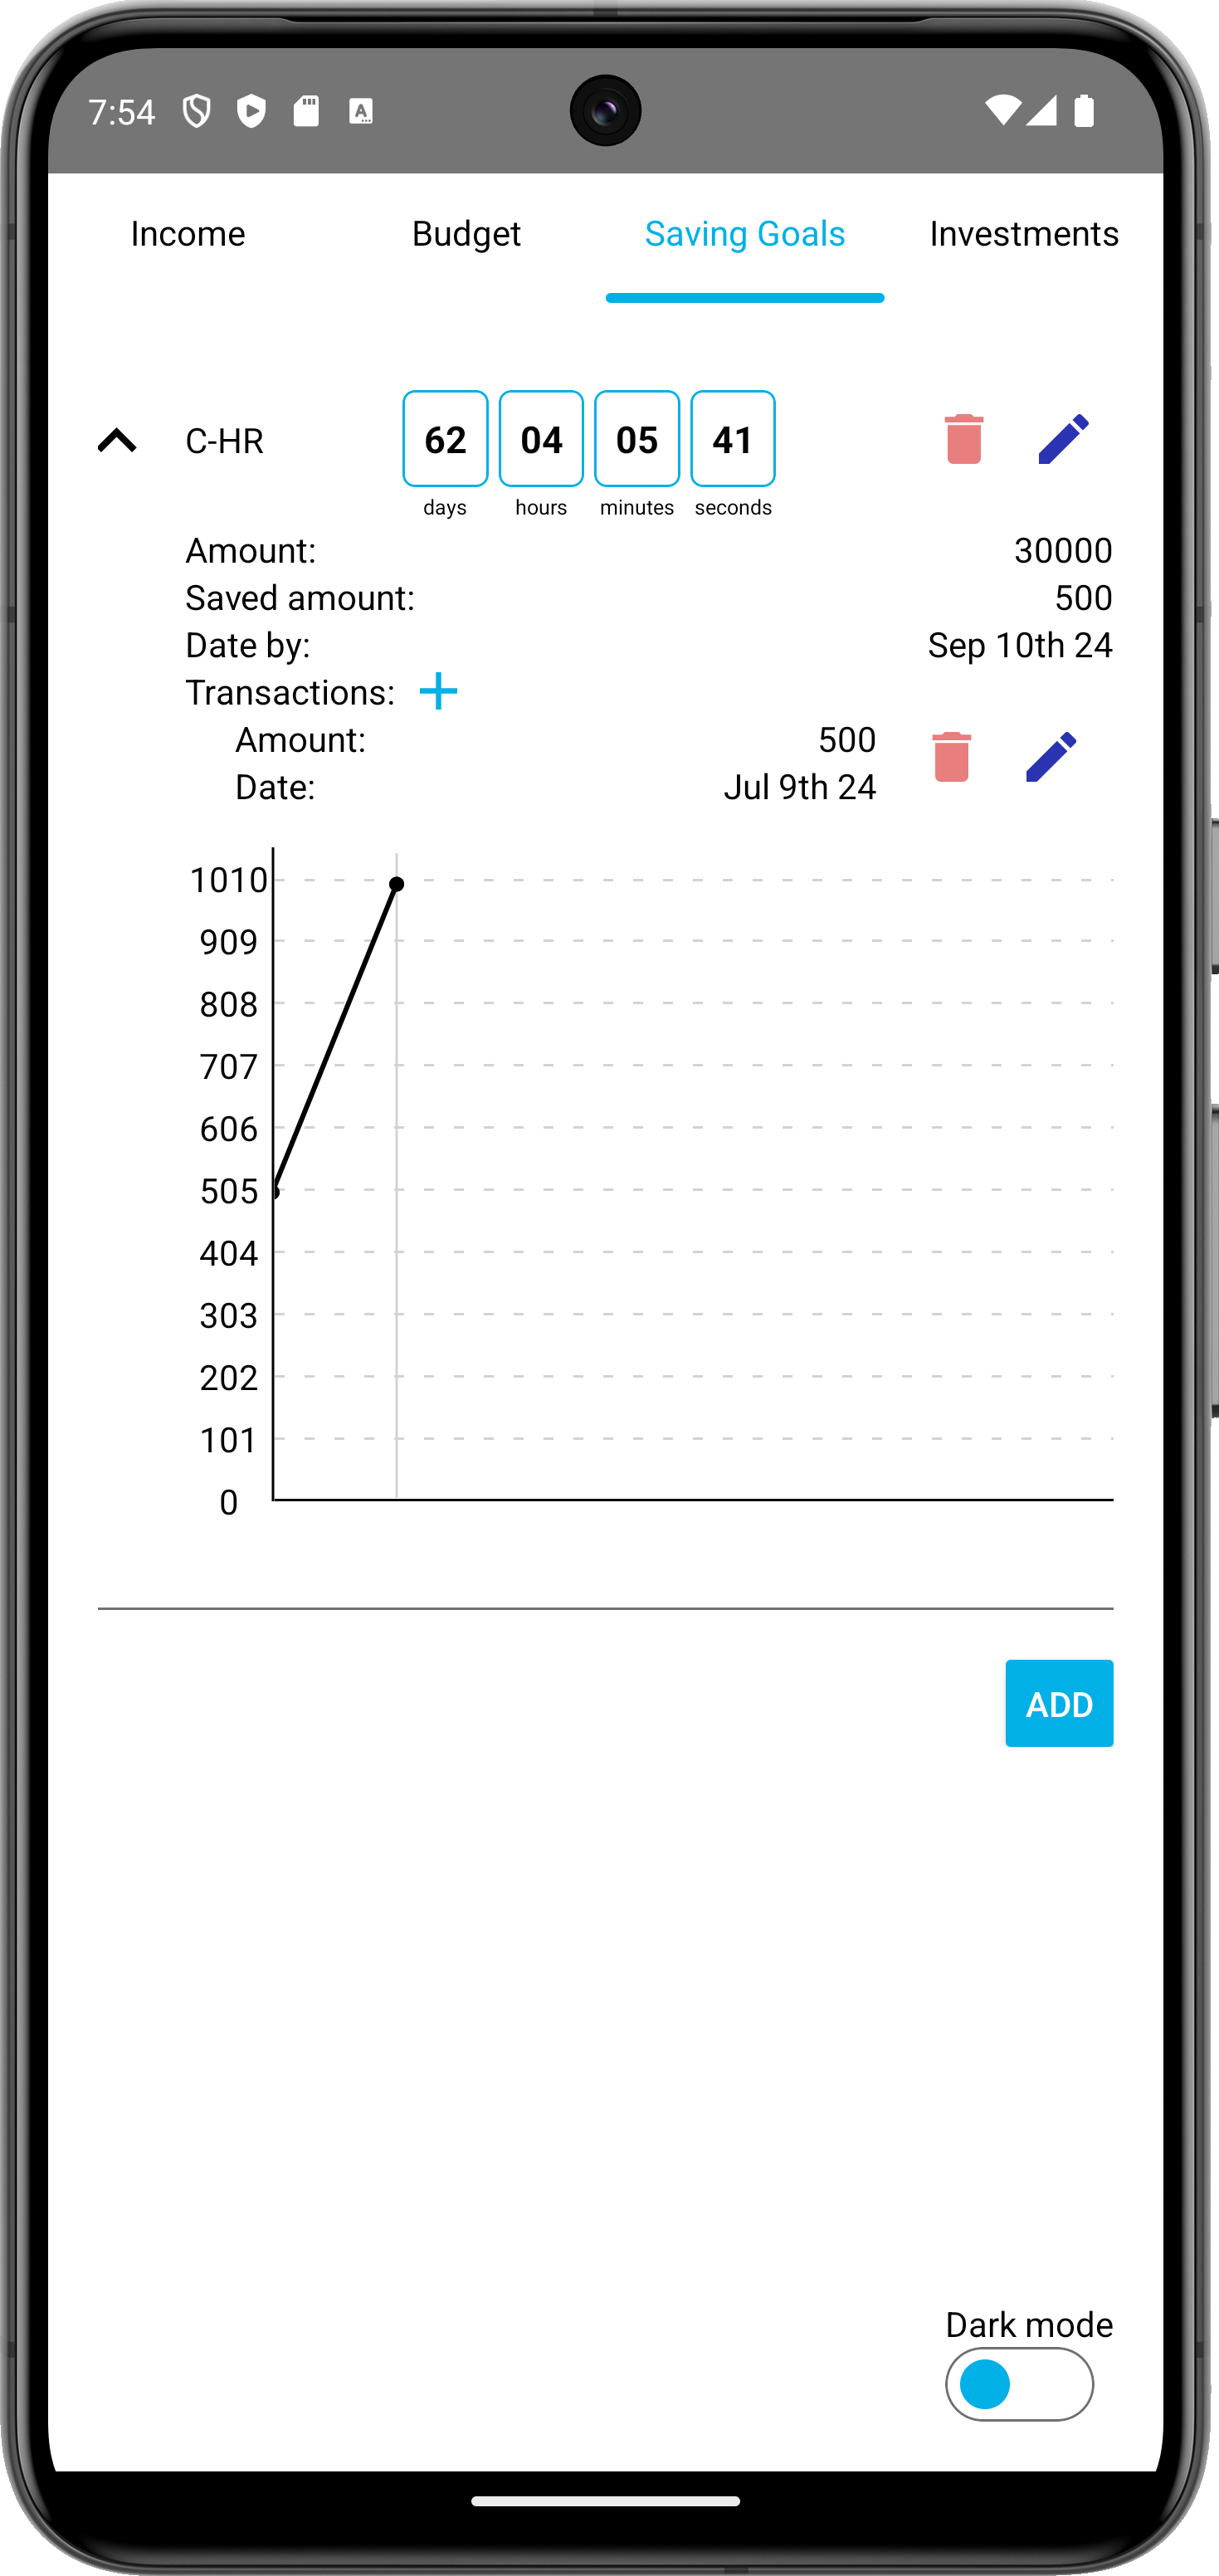 7:54
Income Budget Saving Goals Investments
C-HR 62 04 05 41
days hours minutes seconds
Amount: 30000
Saved amount: 500
Date by: Sep 10th 24
Transactions:
Amount: 500
Date: Jul 9th 24
1010
909
808
707
606
505
404
303
202
101
0
ADD
Dark mode